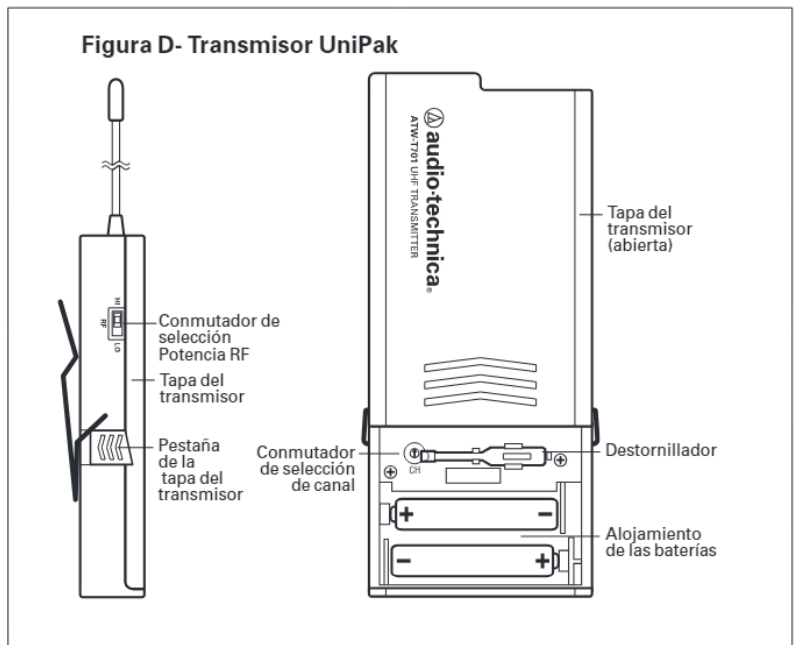 Figura D- Transmisor UniPak
HI
RF
LO
Conmutador de
selección
Potencia RF
Tapa del
transmisor
Pestaña
de la
tapa del
transmisor
audio-technica®
ATW-T701 UHF TRANSMITTER
Tapa del
transmisor
(abierta)
Conmutador
de selección
de canal
CH
Destornillador
+ −
− +
Alojamiento
de las baterías